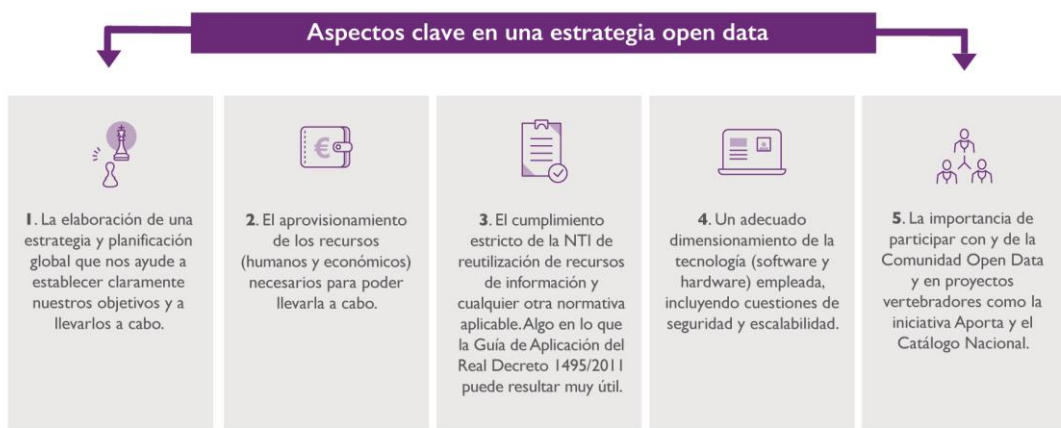 Aspectos clave en una estrategia open data
1. La elaboración de una
estrategia y planificación
global que nos ayude a
establecer claramente
nuestros objetivos y a
llevarlos a cabo.
2. El aprovisionamiento
de los recursos
(humanos y económicos)
necesarios para poder
llevarla a cabo.
3. El cumplimiento
estricto de la NTI de
reutilización de recursos
de información y
cualquier otra normativa
aplicable. Algo en lo que
la Guía de Aplicación del
Real Decreto 1495/2011
puede resultar muy útil.
4. Un adecuado
dimensionamiento de la
tecnología (software y
hardware) empleada,
incluyendo cuestiones de
seguridad y escalabilidad.
5. La importancia de
participar con y de la
Comunidad Open Data
y en proyectos
vertebradores como la
iniciativa Aporta y el
Catálogo Nacional.